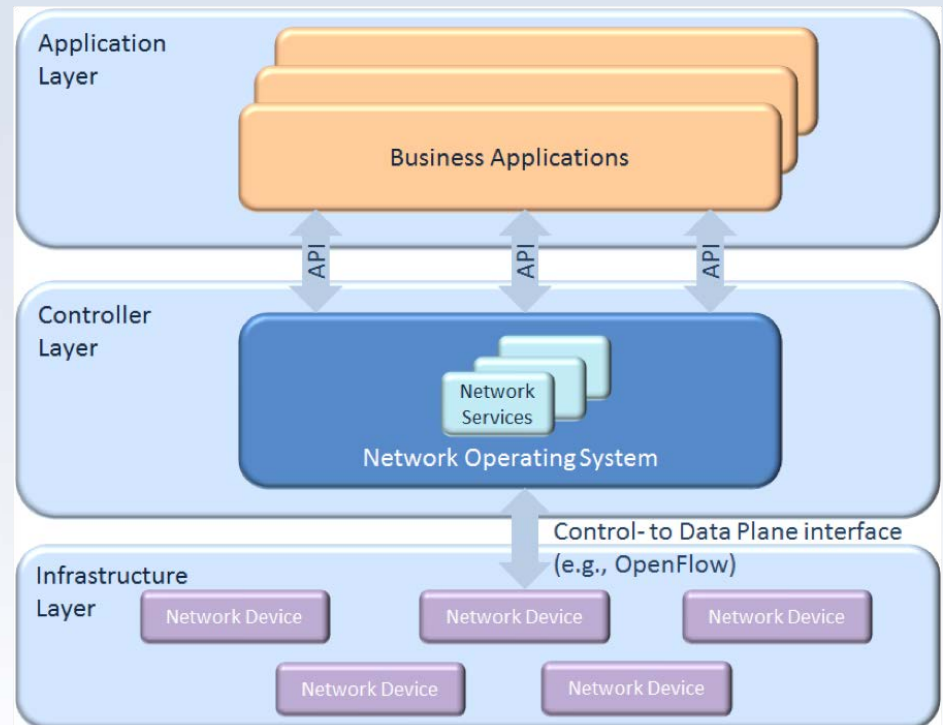 Application
Layer
Business Applications
API
API
API
Controller
Layer
Network
Services
Network Operating System
Control- to Data Plane interface
(e.g., OpenFlow)
Infrastructure
Layer
Network Device
Network Device
Network Device
Network Device
Network Device